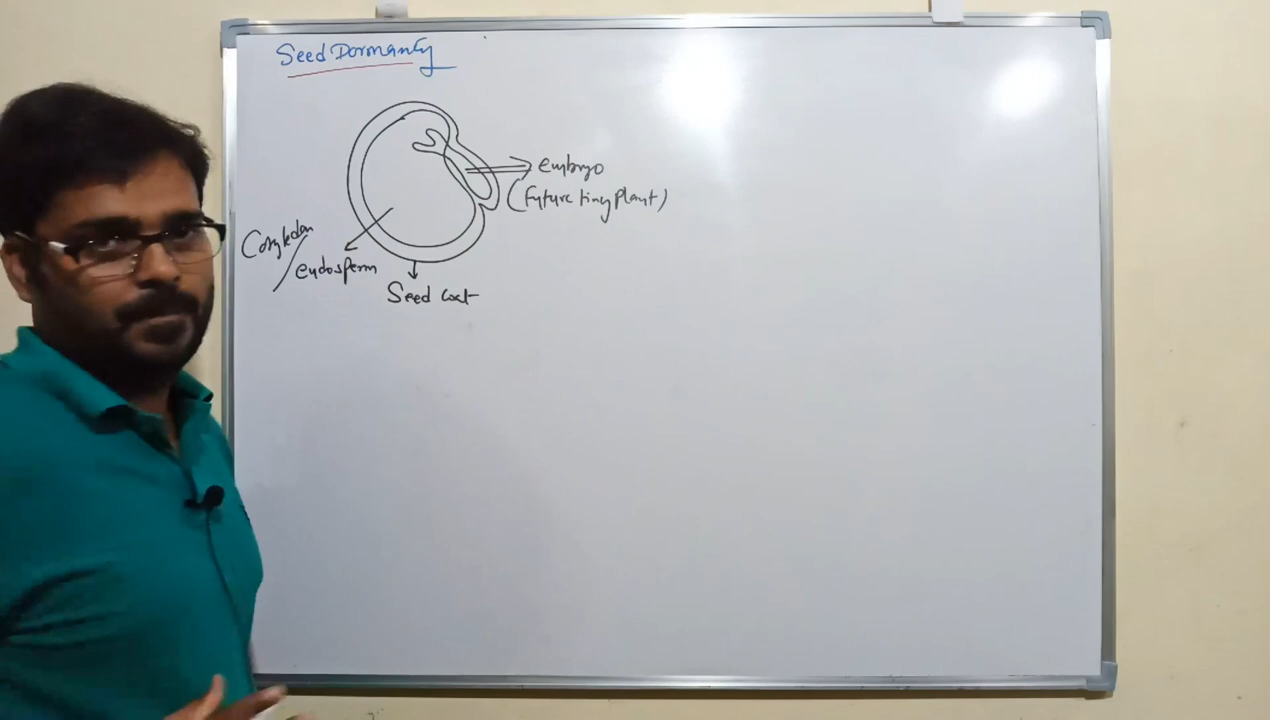 Seed Dormancy
embryo
(future tiny plant)
Cotyledon/
endosperm
Seed coat